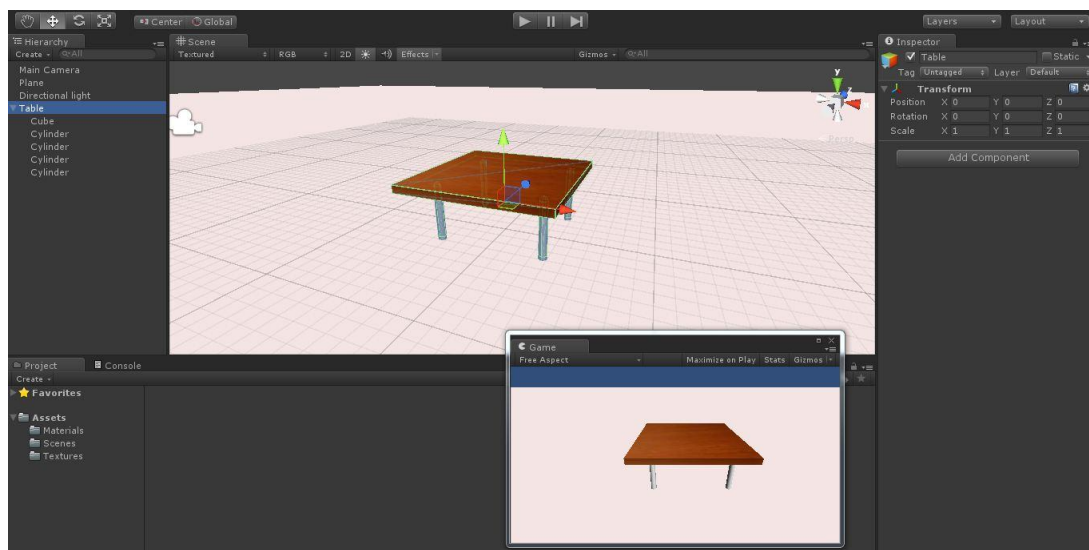 Center Global
Layers
Layout
Hierarchy
Create All
Main Camera
Plane
Directional light
Table
Cube
Cylinder
Cylinder
Cylinder
Cylinder
Scene
Textured RGB 2D Effects Gizmos All
y
z
Persp
Inspector
Table Static
Tag Untagged Layer Default
Transform
Position X 0 Y 0 Z 0
Rotation X 0 Y 0 Z 0
Scale X 1 Y 1 Z 1
Add Component
Project Console
Create
Favorites
Assets
Materials
Scenes
Textures
Game
Free Aspect Maximize on Play Stats Gizmos